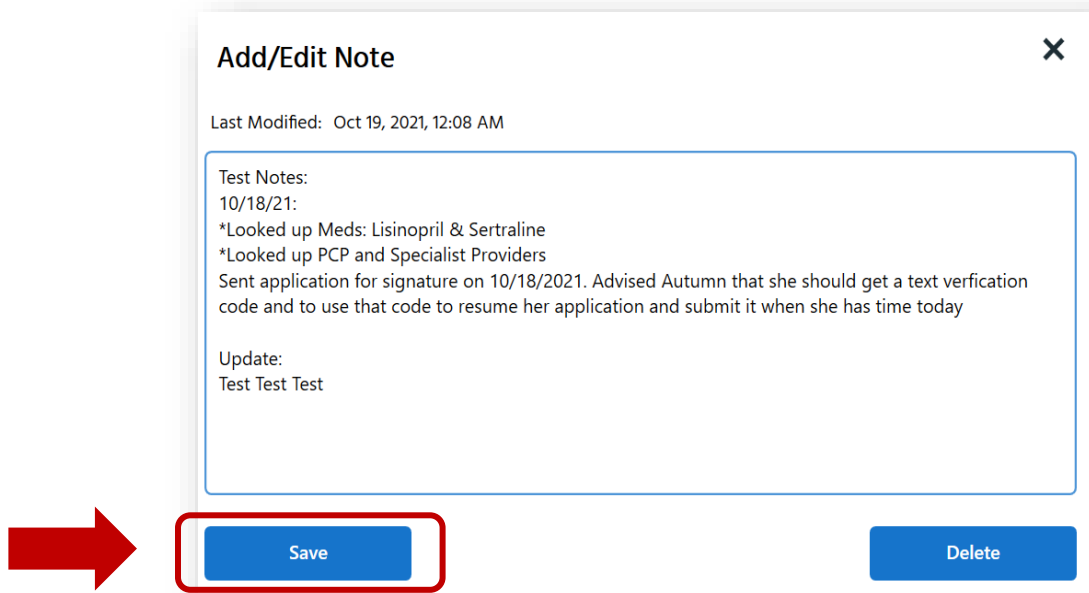 Add/Edit Note
Last Modified: Oct 19, 2021, 12:08 AM
Test Notes:
10/18/21:
*Looked up Meds: Lisinopril & Sertraline
*Looked up PCP and Specialist Providers
Sent application for signature on 10/18/2021. Advised Autumn that she should get a text verfication
code and to use that code to resume her application and submit it when she has time today
Update:
Test Test Test
Save
Delete